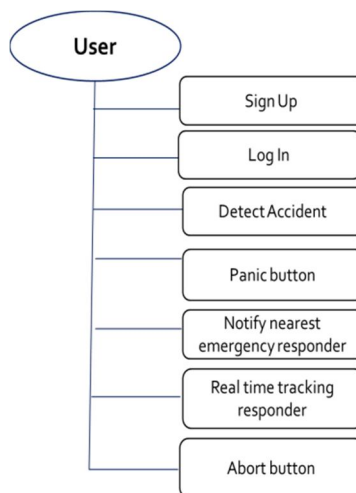 User
Sign Up
Log In
Detect Accident
Panic button
Notify nearest
emergency responder
Real time tracking
responder
Abort button